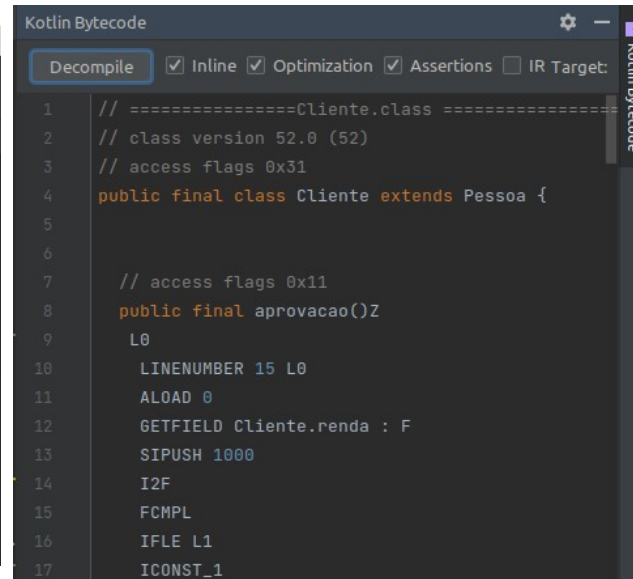 Kotlin Bytecode
Decompile Inline Optimization Assertions IR Target:
1 // ================Cliente.class =================
2 // class version 52.0 (52)
3 // access flags 0x31
4 public final class Cliente extends Pessoa {
5
6
7 // access flags 0x11
8 public final aprovacao()Z
9 L0
10 LINENUMBER 15 L0
11 ALOAD 0
12 GETFIELD Cliente.renda : F
13 SIPUSH 1000
14 I2F
15 FCMPL
16 IFLE L1
17 ICONST_1
Kotlin Bytecode